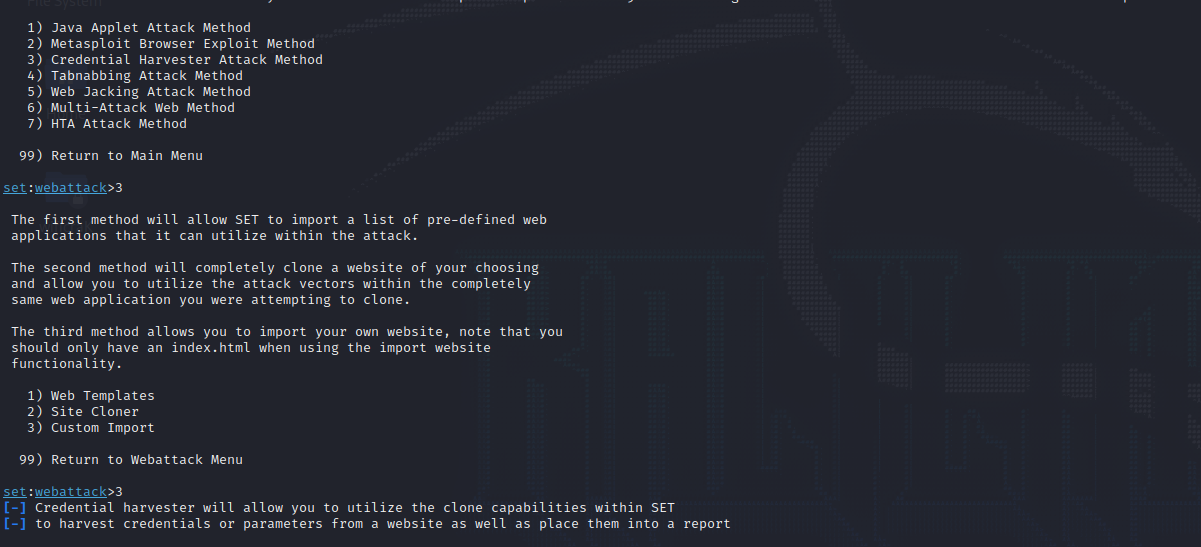 File System
1) Java Applet Attack Method
2) Metasploit Browser Exploit Method
3) Credential Harvester Attack Method
4) Tabnabbing Attack Method
5) Web Jacking Attack Method
6) Multi-Attack Web Method
7) HTA Attack Method
99) Return to Main Menu
set:webattack>3
The first method will allow SET to import a list of pre-defined web
applications that it can utilize within the attack.
The second method will completely clone a website of your choosing
and allow you to utilize the attack vectors within the completely
same web application you were attempting to clone.
The third method allows you to import your own website, note that you
should only have an index.html when using the import website
functionality.
1) Web Templates
2) Site Cloner
3) Custom Import
99) Return to Webattack Menu
set:webattack>3
[-] Credential harvester will allow you to utilize the clone capabilities within SET
[-] to harvest credentials or parameters from a website as well as place them into a report